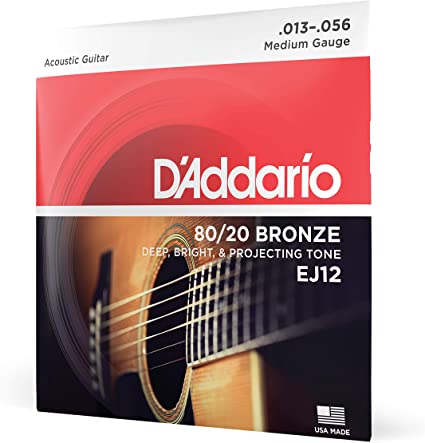 .013–.056
Medium Gauge
Acoustic Guitar
D'Addario
80/20 BRONZE
DEEP, BRIGHT, & PROJECTING TONE
EJ12
USA MADE